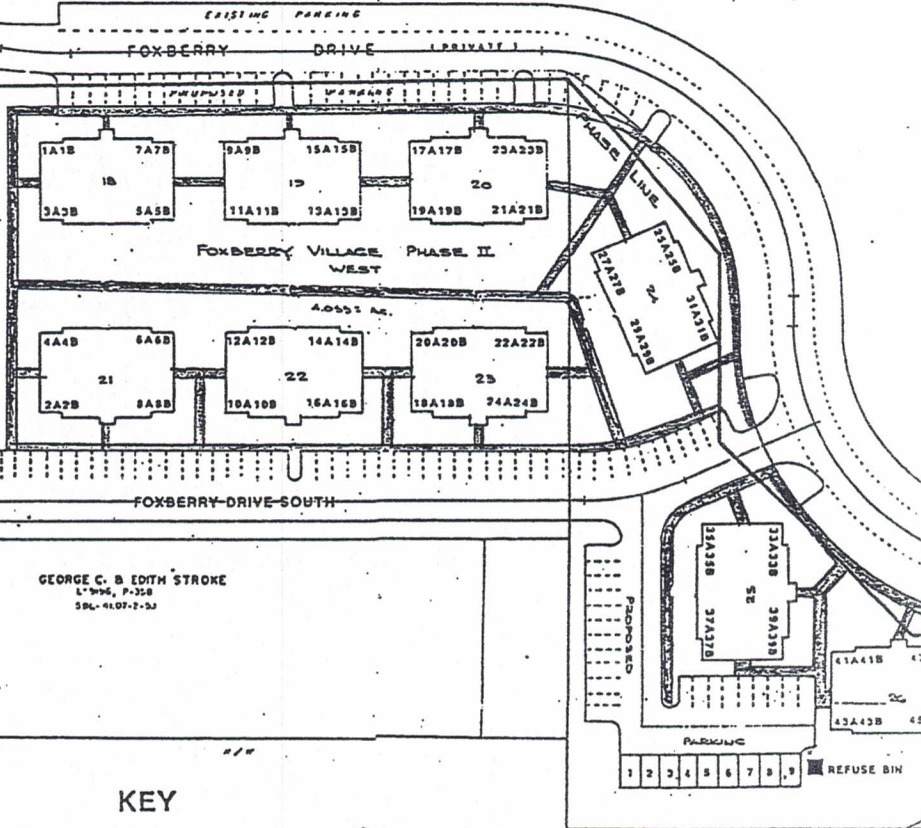 EXISTING PARKING
FOXBERRY DRIVE (PRIVATE)
PROPOSED PARKING
PHASE LINE
1A1B 7A7B
18
3A3B 5A5B
9A9B 15A15B
19
11A11B 13A13B
17A17B 23A23B
20
19A19B 21A21B
25A25B
27A27B
24
31A31B
29A29B
FOXBERRY VILLAGE PHASE II
WEST
4A4B 6A6B
21
2A2B 8A8B
12A12B 14A14B
22
10A10B 16A16B
20A20B 22A22B
23
18A18B 24A24B
FOXBERRY DRIVE SOUTH
GEORGE C. & EDITH STROKE
35A35B 33A33B
25
37A37B 39A39B
PROPOSED
41A41B
26
43A43B
PARKING
1 2 3 4 5 6 7 8 9
REFUSE BIN
KEY